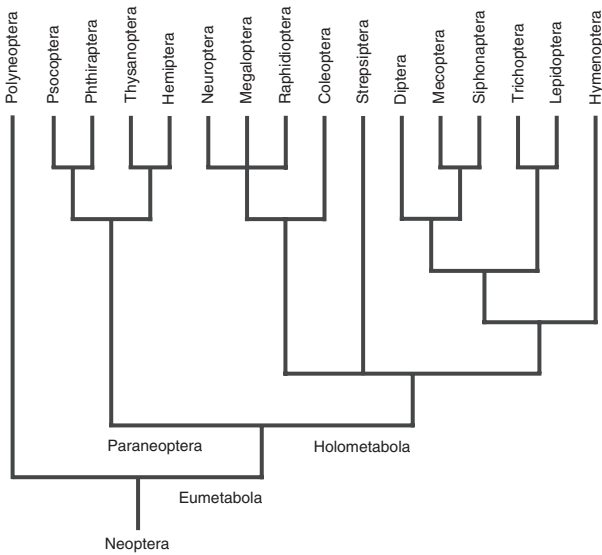 Polyneoptera
Psocoptera
Phthiraptera
Thysanoptera
Hemiptera
Neuroptera
Megaloptera
Raphidioptera
Coleoptera
Strepsiptera
Diptera
Mecoptera
Siphonaptera
Trichoptera
Lepidoptera
Hymenoptera
Paraneoptera
Holometabola
Eumetabola
Neoptera